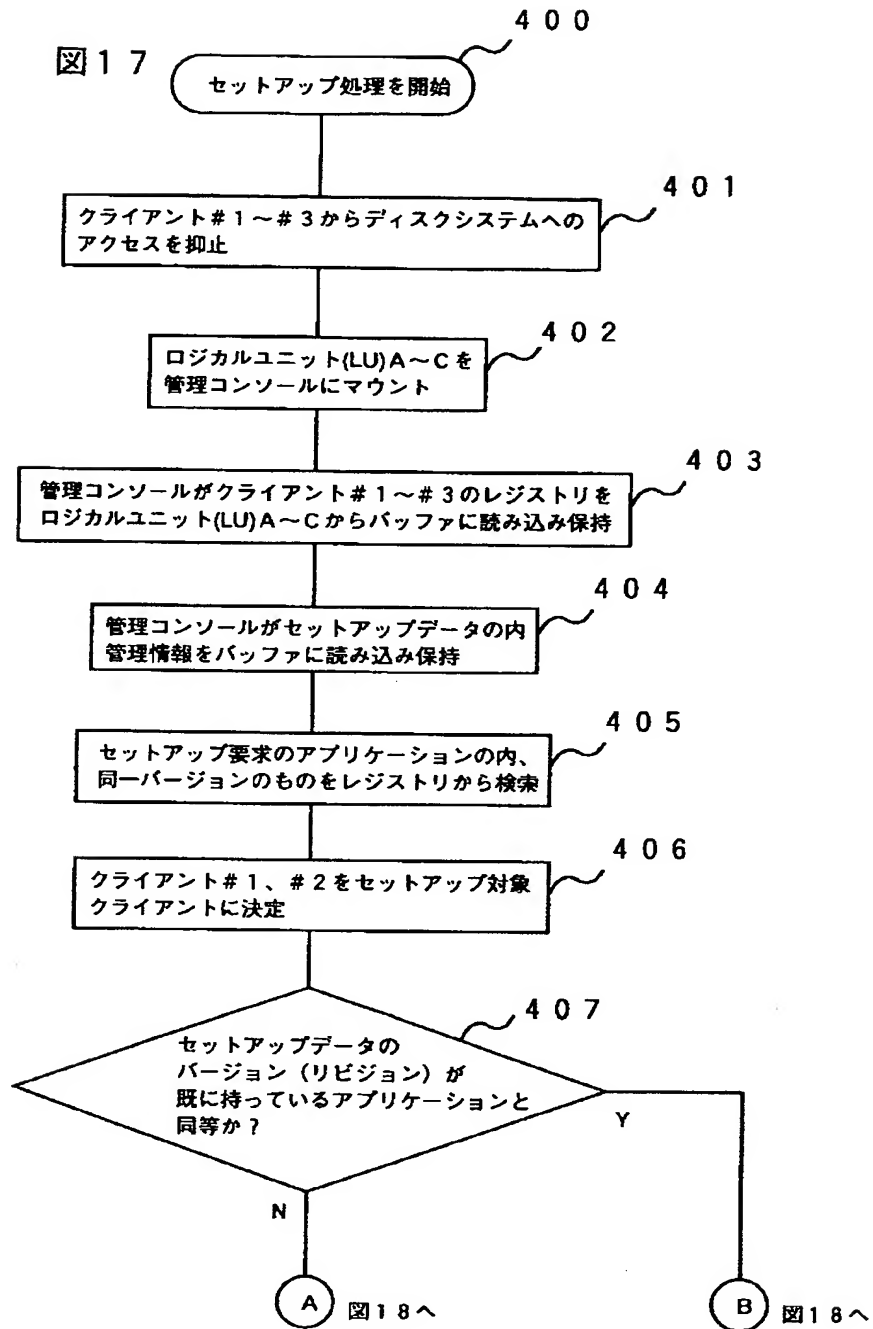 図17
400
セットアップ処理を開始
401
クライアント#1～#3からディスクシステムへの
アクセスを抑止
402
ロジカルユニット(LU)A～Cを
管理コンソールにマウント
403
管理コンソールがクライアント#1～#3のレジストリを
ロジカルユニット(LU)A～Cからバッファに読み込み保持
404
管理コンソールがセットアップデータの内
管理情報をバッファに読み込み保持
405
セットアップ要求のアプリケーションの内、
同一バージョンのものをレジストリから検索
406
クライアント#1、#2をセットアップ対象
クライアントに決定
407
セットアップデータの
バージョン（リビジョン）が
既に持っているアプリケーションと
同等か？
Y
N
A 図18へ
B 図18へ